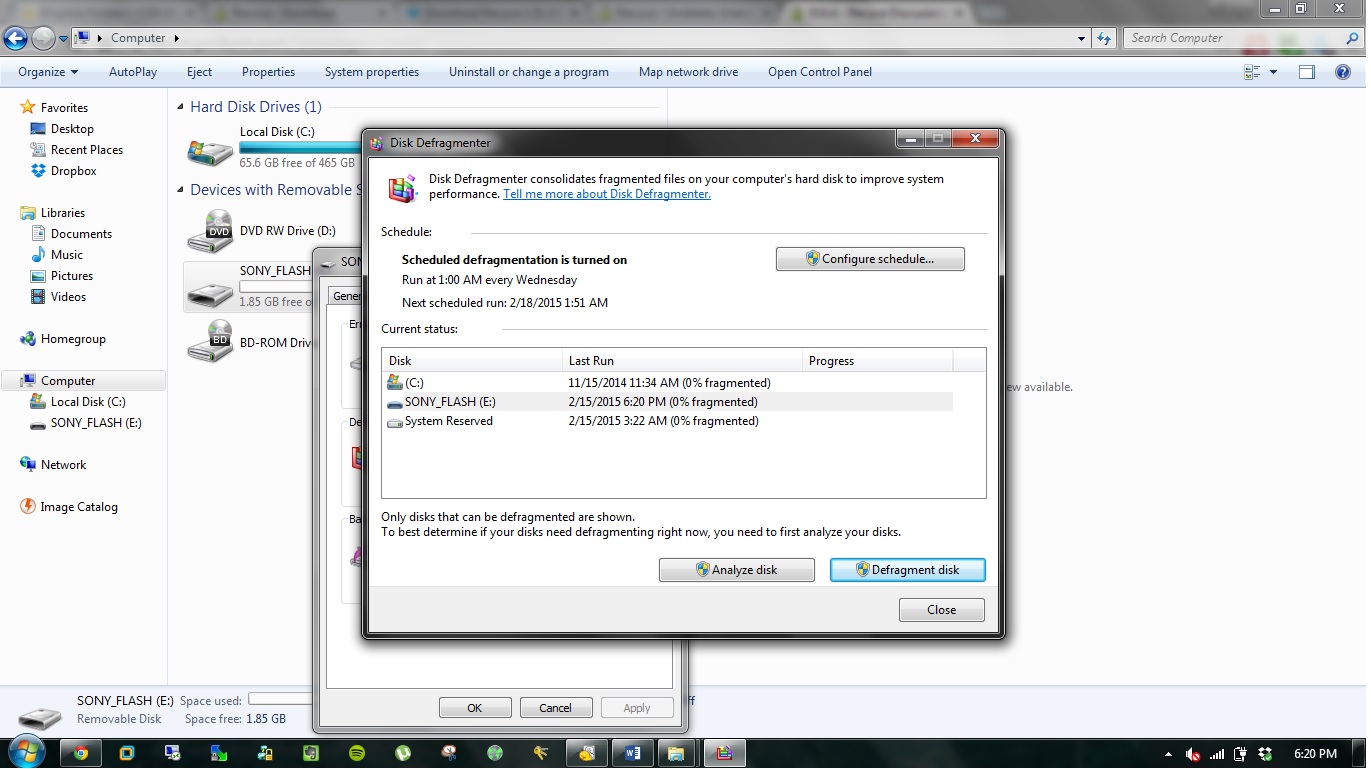 Computer
Search Computer
Organize AutoPlay Eject Properties System properties Uninstall or change a program Map network drive Open Control Panel
Favorites
Desktop
Recent Places
Dropbox
Libraries
Documents
Music
Pictures
Videos
Homegroup
Computer
Local Disk (C:)
SONY_FLASH (E:)
Network
Image Catalog
Hard Disk Drives (1)
Local Disk (C:)
65.6 GB free of 465 GB
Devices with Removable S
DVD
DVD RW Drive (D:)
SONY_FLASH
1.85 GB free o
BD
BD-ROM Driv
SON
Gener
Err
De
Ba
OK Cancel Apply
Disk Defragmenter
Disk Defragmenter consolidates fragmented files on your computer's hard disk to improve system
performance. Tell me more about Disk Defragmenter.
Schedule:
Scheduled defragmentation is turned on
Configure schedule...
Run at 1:00 AM every Wednesday
Next scheduled run: 2/18/2015 1:51 AM
Current status:
Disk Last Run Progress
(C:) 11/15/2014 11:34 AM (0% fragmented)
SONY_FLASH (E:) 2/15/2015 6:20 PM (0% fragmented)
System Reserved 2/15/2015 3:22 AM (0% fragmented)
Only disks that can be defragmented are shown.
To best determine if your disks need defragmenting right now, you need to first analyze your disks.
Analyze disk Defragment disk
Close
ew available.
SONY_FLASH (E:) Space used: ff
Removable Disk Space free: 1.85 GB
6:20 PM